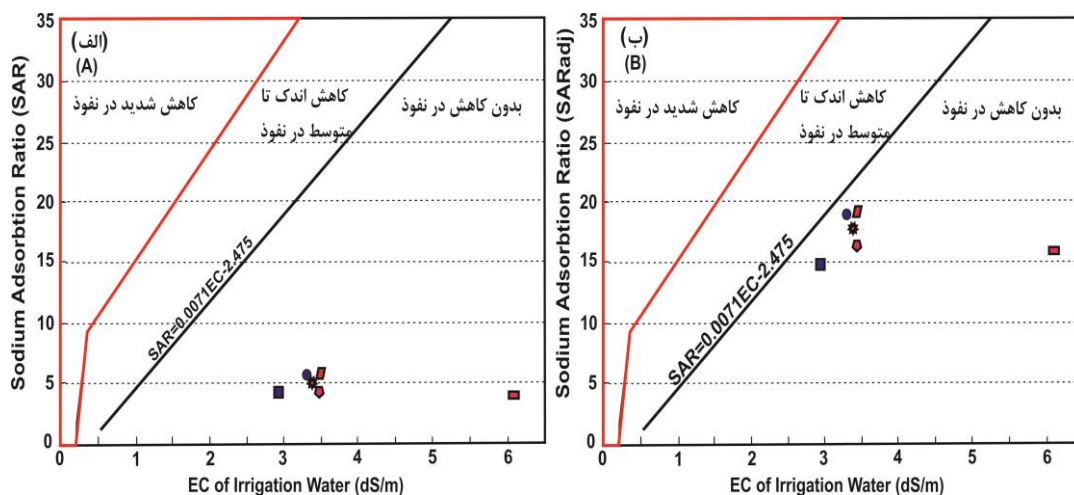 (الف)
(A)
کاهش شدید در نفوذ
کاهش اندک تا
متوسط در نفوذ
بدون کاهش در نفوذ
SAR=0.0071EC-2.475
Sodium Adsorbtion Ratio (SAR)
35
30
25
20
15
10
5
0
0 1 2 3 4 5 6
EC of Irrigation Water (dS/m)
(ب)
(B)
کاهش شدید در نفوذ
کاهش اندک تا
متوسط در نفوذ
بدون کاهش در نفوذ
SAR=0.0071EC-2.475
Sodium Adsorbtion Ratio (SARadj)
35
30
25
20
15
10
5
0
0 1 2 3 4 5 6
EC of Irrigation Water (dS/m)